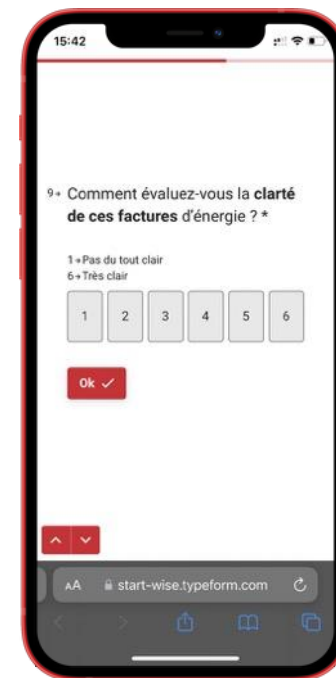 15:42
9→ Comment évaluez-vous la clarté
de ces factures d'énergie ? *
1→Pas du tout clair
6→Très clair
1 2 3 4 5 6
Ok
AA start-wise.typeform.com